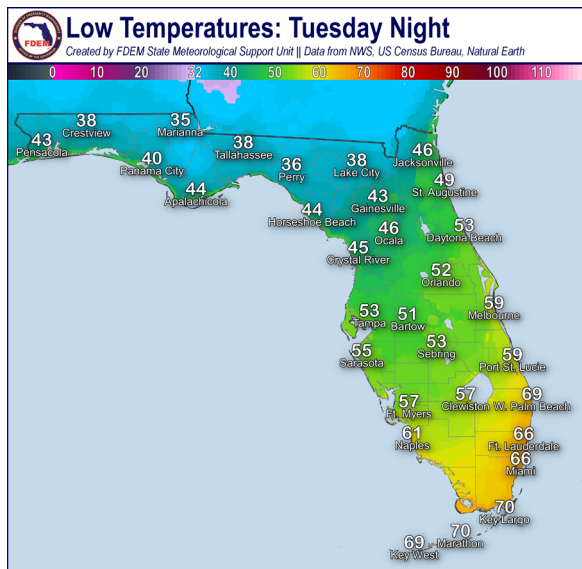 Low Temperatures: Tuesday Night
FDEM
Created by FDEM State Meteorological Support Unit || Data from NWS, US Census Bureau, Natural Earth
0 10 20 32 40 50 60 70 80 90 100 110
38
Crestview
35
Marianna
43
Pensacola
40
Panama City
38
Tallahassee
36
Perry
38
Lake City
46
Jacksonville
44
Apalachicola
49
St. Augustine
43
Gainesville
44
Horseshoe Beach
46
Ocala
53
Daytona Beach
45
Crystal River
52
Orlando
59
Melbourne
53
Tampa
51
Bartow
55
Sarasota
53
Sebring
59
Port St. Lucie
57
Ft. Myers
57
Clewiston
69
W. Palm Beach
61
Naples
66
Ft. Lauderdale
66
Miami
70
Key Largo
70
Marathon
69
Key West